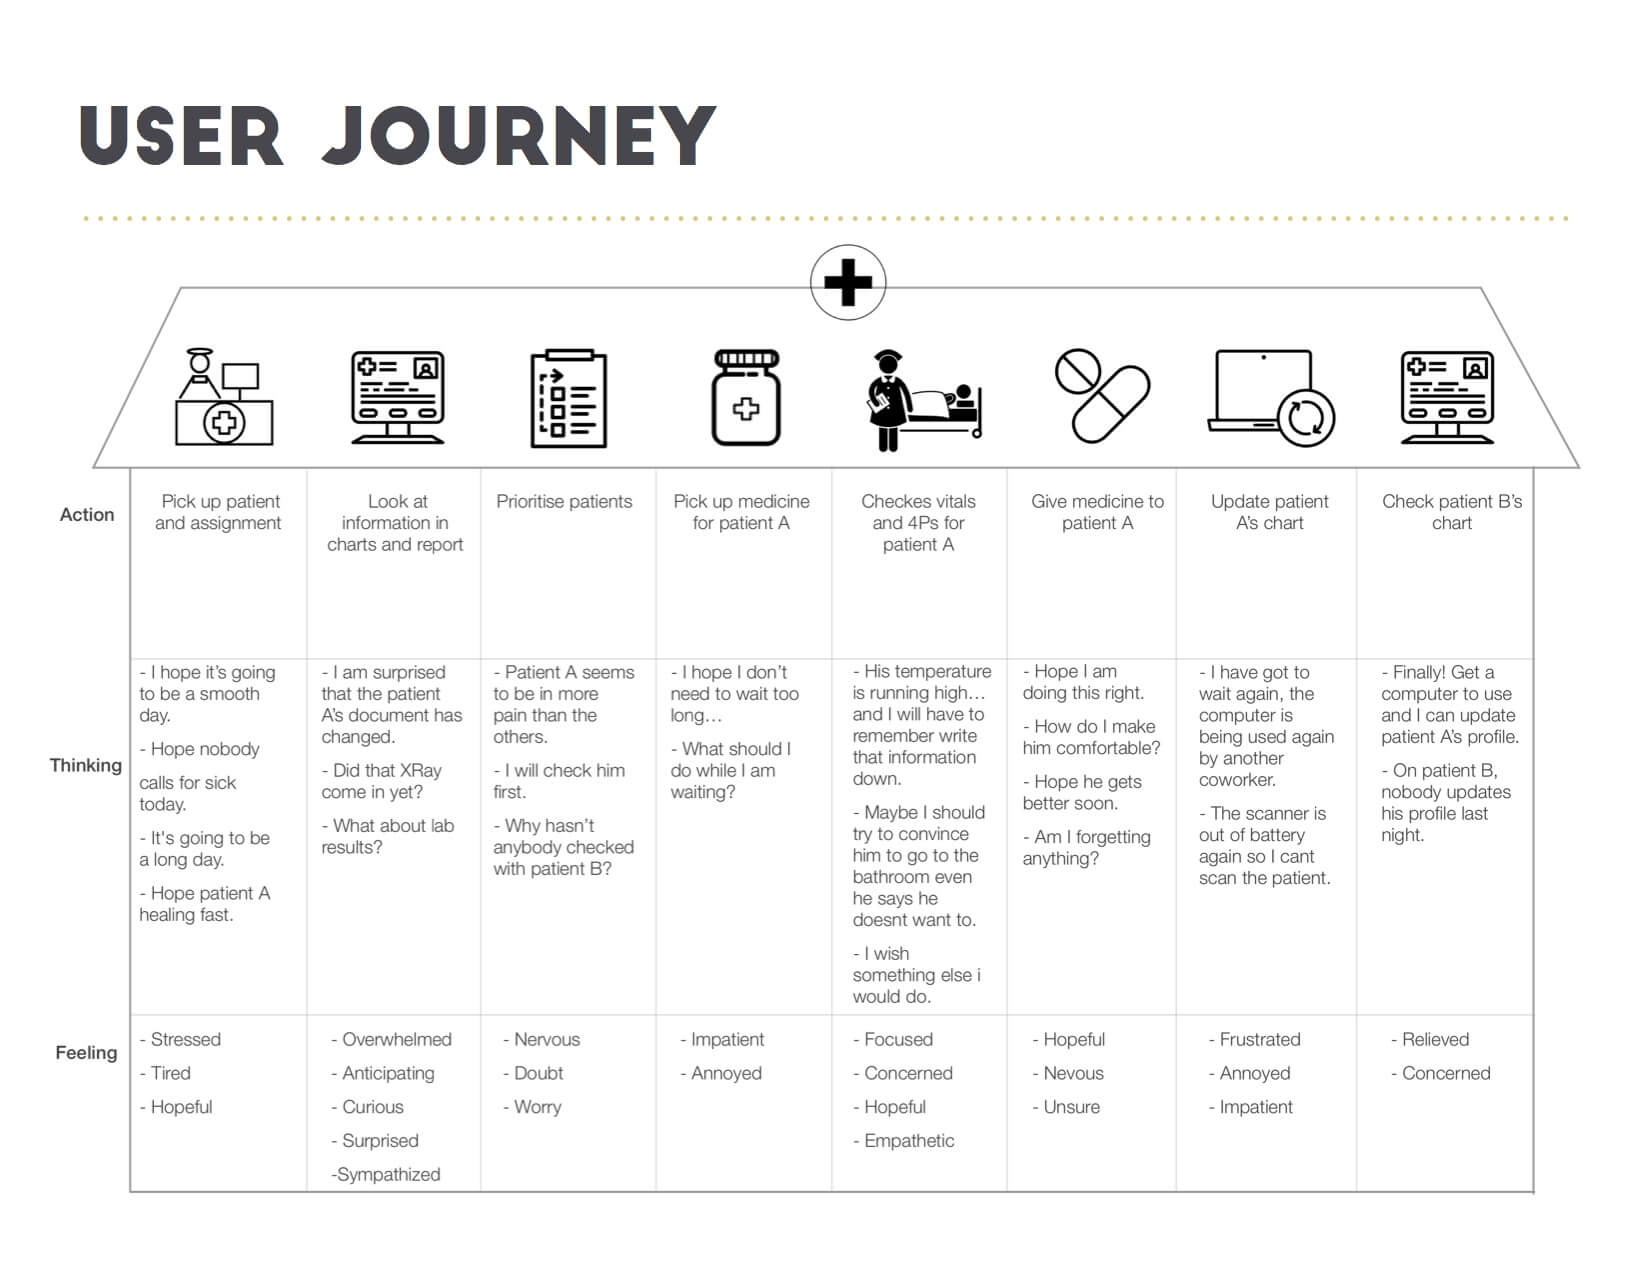 USER JOURNEY
Action
Pick up patient
and assignment
Look at
information in
charts and report
Prioritise patients
Pick up medicine
for patient A
Checkes vitals
and 4Ps for
patient A
Give medicine to
patient A
Update patient
A's chart
Check patient B's
chart
Thinking
- I hope it's going
to be a smooth
day.
- Hope nobody
calls for sick
today.
- It's going to be
a long day.
- Hope patient A
healing fast.
- I am surprised
that the patient
A's document has
changed.
- Did that XRay
come in yet?
- What about lab
results?
- Patient A seems
to be in more
pain than the
others.
- I will check him
first.
- Why hasn't
anybody checked
with patient B?
- I hope I don't
need to wait too
long…
- What should I
do while I am
waiting?
- His temperature
is running high…
and I will have to
remember write
that information
down.
- Maybe I should
try to convince
him to go to the
bathroom even
he says he
doesnt want to.
- I wish
something else i
would do.
- Hope I am
doing this right.
- How do I make
him comfortable?
- Hope he gets
better soon.
- Am I forgetting
anything?
- I have got to
wait again, the
computer is
being used again
by another
coworker.
- The scanner is
out of battery
again so I cant
scan the patient.
- Finally! Get a
computer to use
and I can update
patient A's profile.
- On patient B,
nobody updates
his profile last
night.
Feeling
- Stressed
- Tired
- Hopeful
- Overwhelmed
- Anticipating
- Curious
- Surprised
-Sympathized
- Nervous
- Doubt
- Worry
- Impatient
- Annoyed
- Focused
- Concerned
- Hopeful
- Empathetic
- Hopeful
- Nevous
- Unsure
- Frustrated
- Annoyed
- Impatient
- Relieved
- Concerned